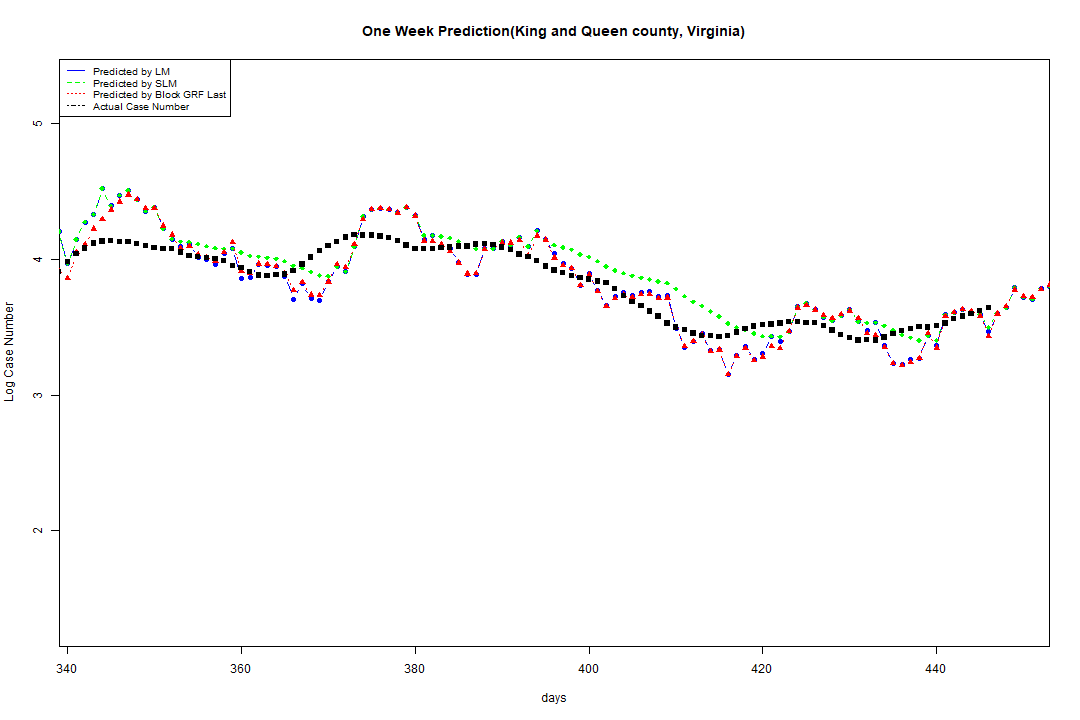 One Week Prediction(King and Queen county, Virginia)
Predicted by LM
Predicted by SLM
Predicted by Block GRF Last
Actual Case Number
5
4
3
2
Log Case Number
340 360 380 400 420 440
days